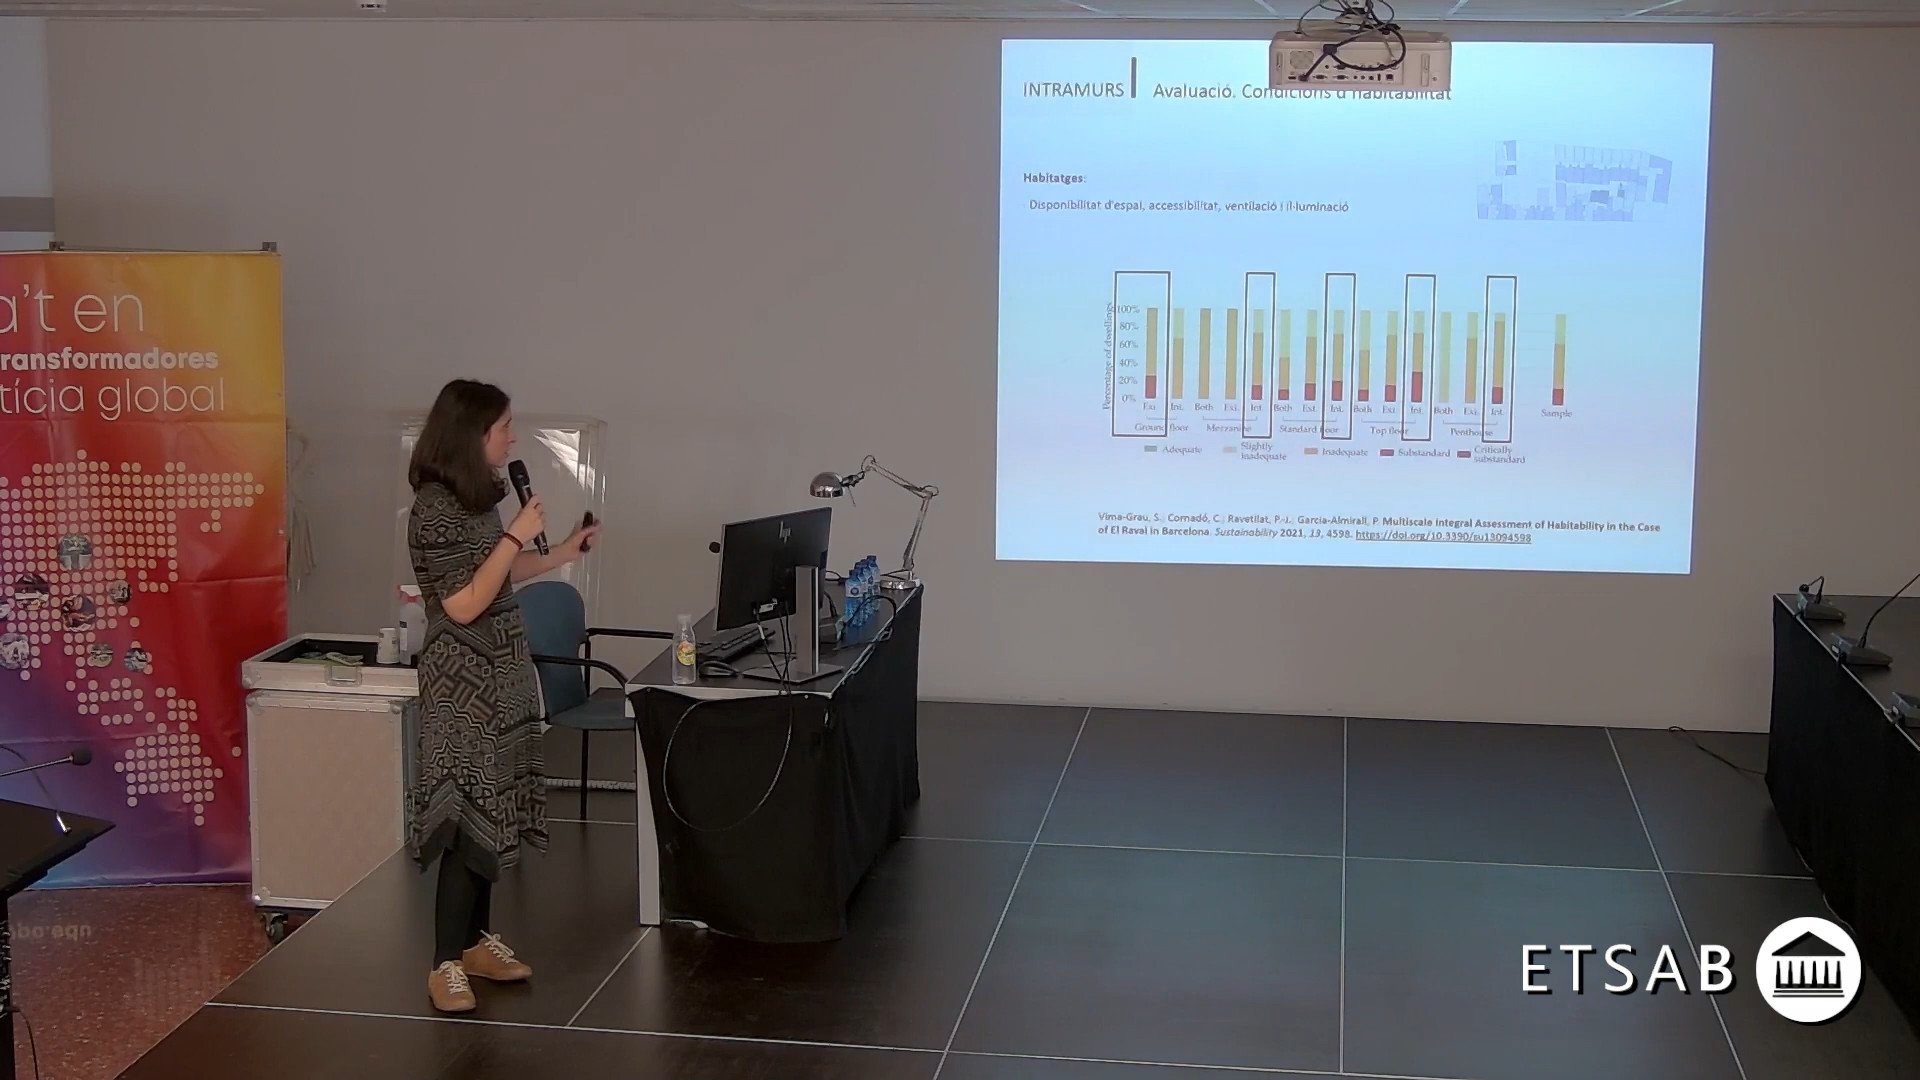 INTRAMURS
Avaluació. Condicions d'habitabilitat
Habitatges:
Disponibilitat d'espai, accessibilitat, ventilació i il·luminació
Percentage of dwellings
100%
80%
60%
40%
20%
0%
Ext. Int. Both Ext. Int. Both Ext. Int. Both Ext. Int. Both Ext. Int.
Ground floor Mezzanine Standard floor Top floor Penthouse
Sample
Adequate Slightly inadequate Inadequate Substandard Critically substandard
Vima-Grau, S.; Cornadó, C.; Ravetllat, P.-J.; Garcia-Almirall, P. Multiscale Integral Assessment of Habitability in the Case
of El Raval in Barcelona. Sustainability 2021, 13, 4598. https://doi.org/10.3390/su13094598
a't en
ransformadores
tícia global
hp
ETSAB